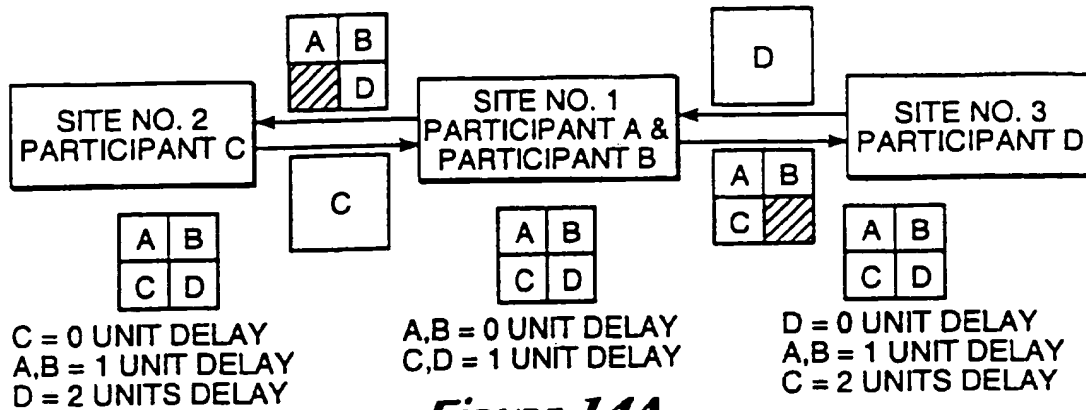 A B
D
D
SITE NO. 2
PARTICIPANT C
SITE NO. 1
PARTICIPANT A &
PARTICIPANT B
SITE NO. 3
PARTICIPANT D
C
A B
C
A B
C D
C = 0 UNIT DELAY
A,B = 1 UNIT DELAY
D = 2 UNITS DELAY
A B
C D
A,B = 0 UNIT DELAY
C,D = 1 UNIT DELAY
A B
C D
D = 0 UNIT DELAY
A,B = 1 UNIT DELAY
C = 2 UNITS DELAY